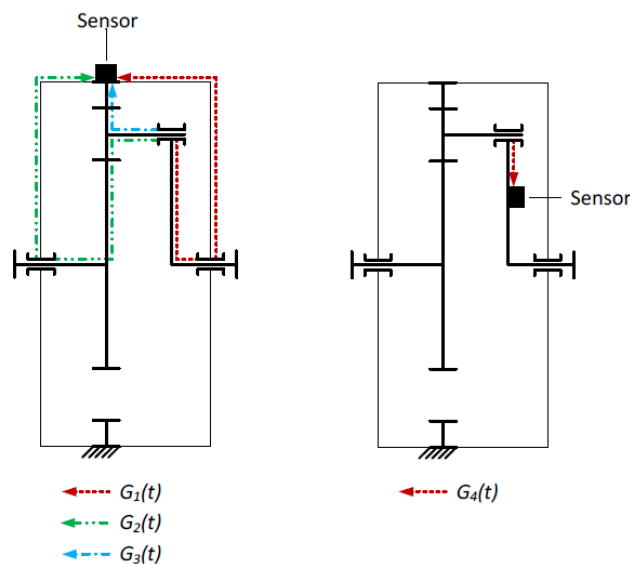 Sensor
Sensor
G₁(t)
G₂(t)
G₃(t)
G₄(t)